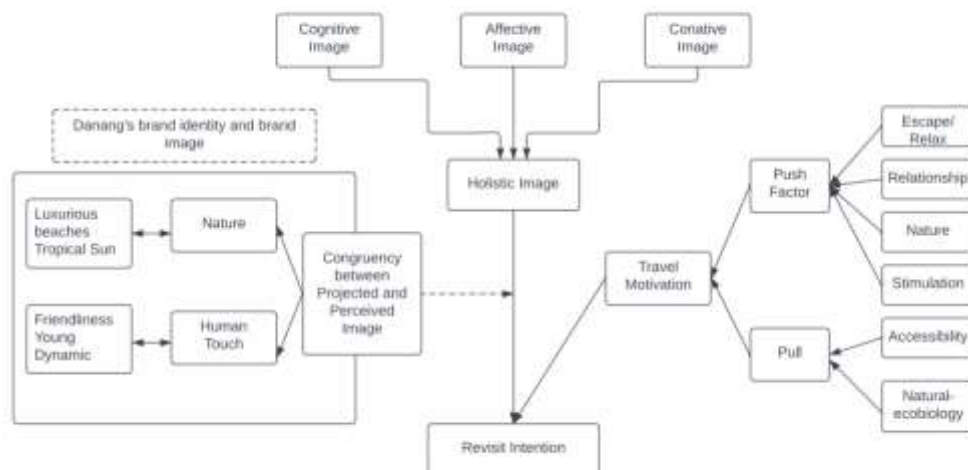 Cognitive
Image
Affective
Image
Conative
Image
Danang's brand identity and brand
image
Holistic Image
Luxurious
beaches
Tropical Sun
Nature
Friendliness
Young
Dynamic
Human
Touch
Congruency
between
Projected and
Perceived
Image
Travel
Motivation
Push
Factor
Pull
Escape/
Relax
Relationship
Nature
Stimulation
Accessibility
Natural-
ecobiology
Revisit Intention